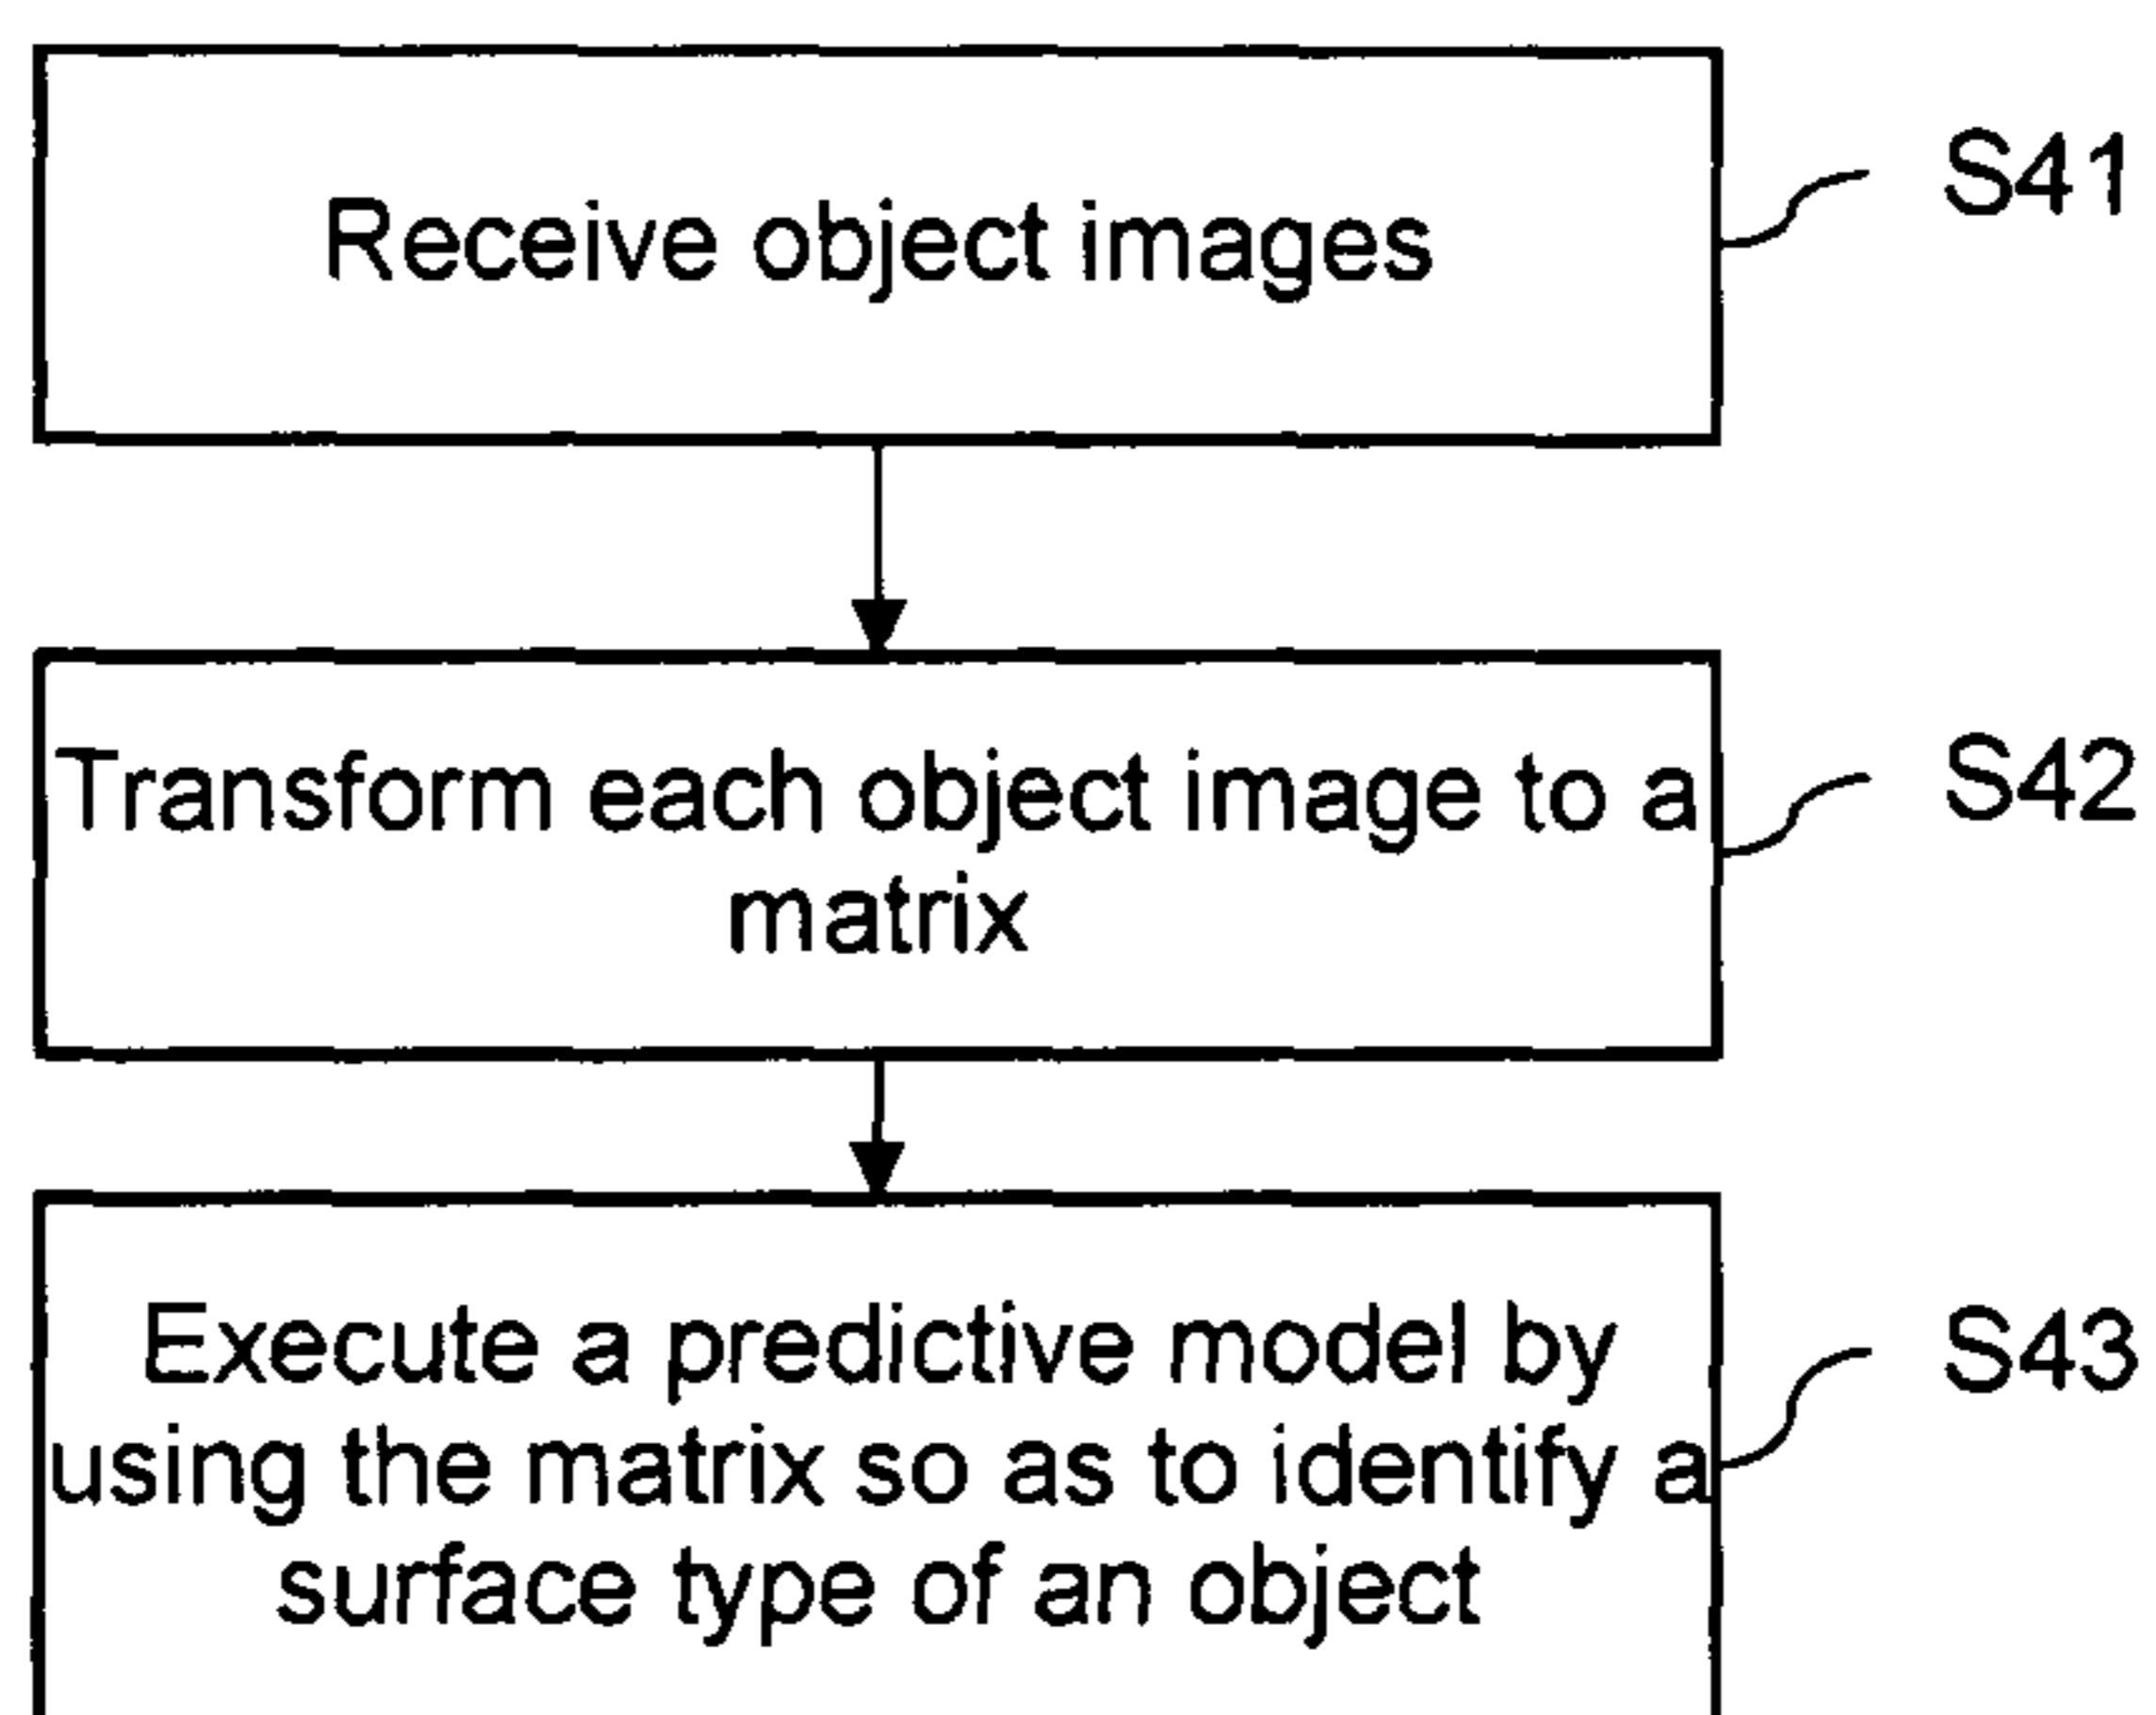 Receive object images
S41
Transform each object image to a
matrix
S42
Execute a predictive model by
using the matrix so as to identify a
surface type of an object
S43